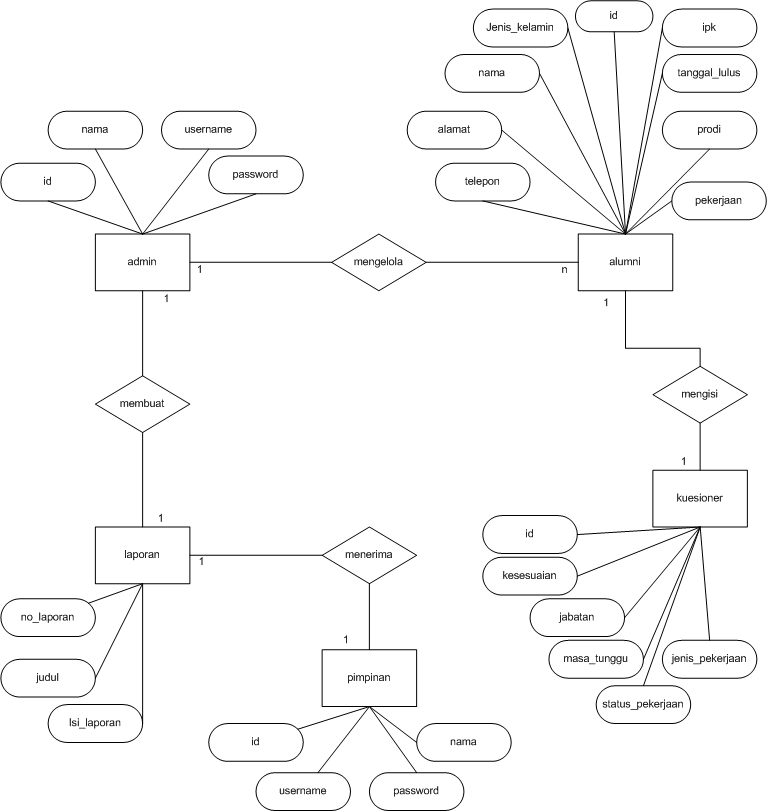 id
Jenis_kelamin
ipk
nama
tanggal_lulus
nama
username
alamat
prodi
id
password
telepon
pekerjaan
admin
1
mengelola
n
alumni
1
1
membuat
mengisi
1
kuesioner
1
laporan
1
menerima
id
kesesuaian
no_laporan
jabatan
1
masa_tunggu
jenis_pekerjaan
judul
pimpinan
status_pekerjaan
Isi_laporan
id
nama
username
password